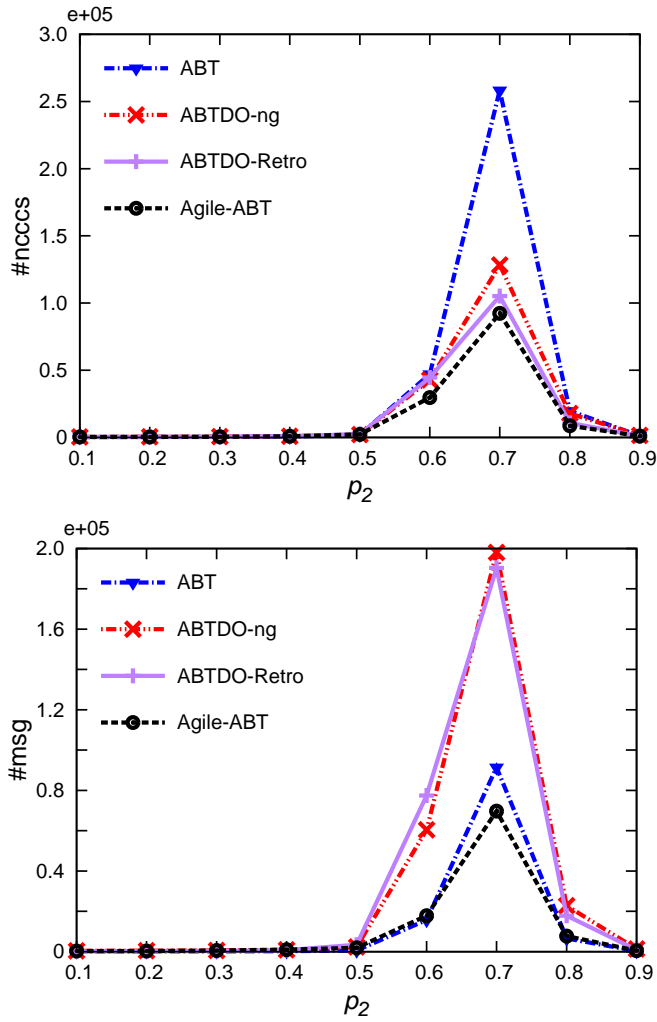 e+05
3.0
2.5
2.0
1.5
1.0
0.5
0
#ncccs
ABT
ABTDO-ng
ABTDO-Retro
Agile-ABT
0.1 0.2 0.3 0.4 0.5 0.6 0.7 0.8 0.9
p2
e+05
2.0
1.6
1.2
0.8
0.4
0
#msg
ABT
ABTDO-ng
ABTDO-Retro
Agile-ABT
0.1 0.2 0.3 0.4 0.5 0.6 0.7 0.8 0.9
p2